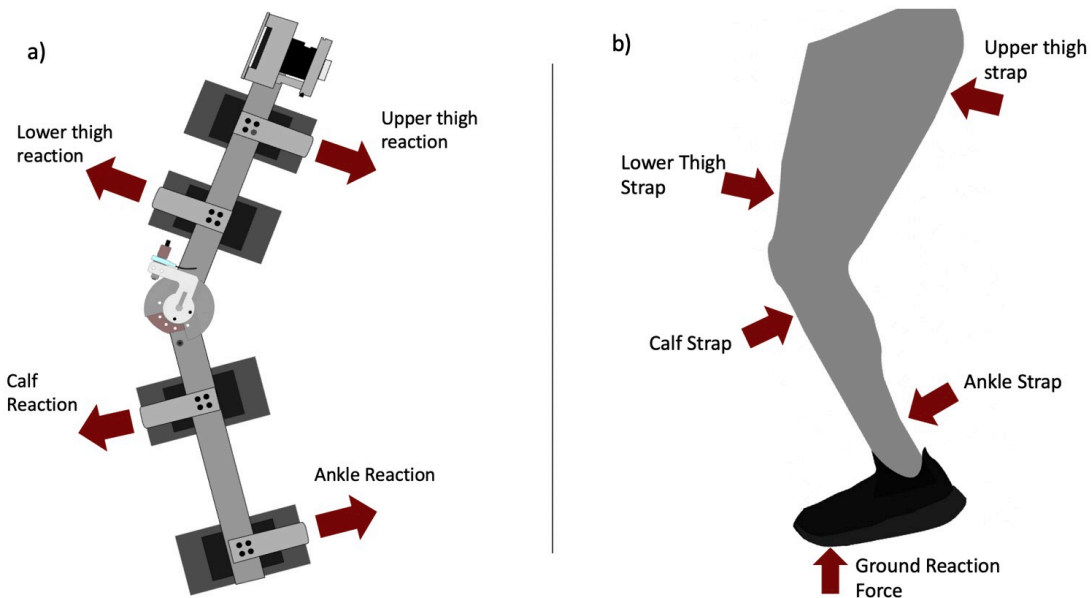 a)
Lower thigh
reaction
Upper thigh
reaction
Calf
Reaction
Ankle Reaction
b)
Upper thigh
strap
Lower Thigh
Strap
Calf Strap
Ankle Strap
Ground Reaction
Force